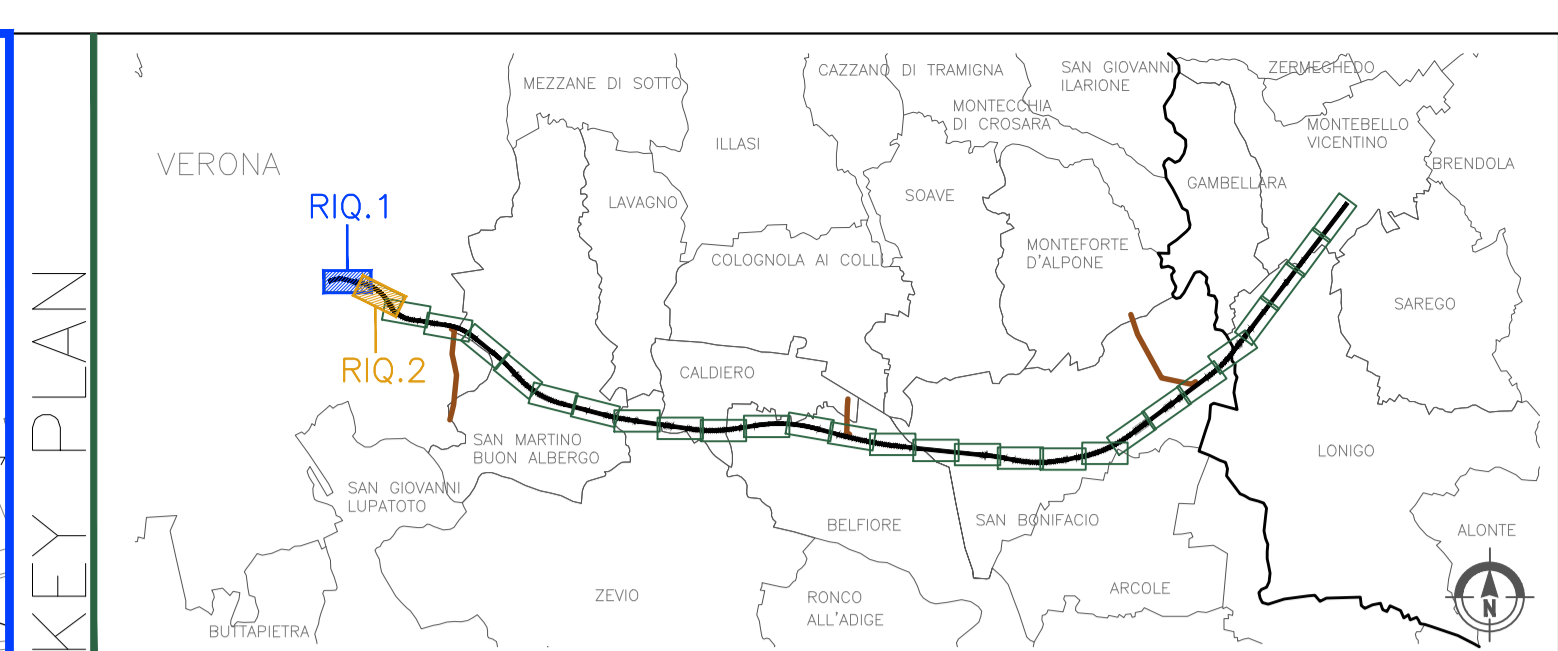 KEY PLAN
MEZZANE DI SOTTO
CAZZANO DI TRAMIGNA
SAN GIOVANNI
ILARIONE
ZERMEGHEDO
MONTECCHIA
DI CROSARA
MONTEBELLO
VICENTINO
ILLASI
VERONA
BRENDOLA
GAMBELLARA
SOAVE
LAVAGNO
RIQ.1
MONTEFORTE
D'ALPONE
COLOGNOLA AI COLLI
SAREGO
RIQ.2
CALDIERO
SAN MARTINO
BUON ALBERGO
LONIGO
SAN GIOVANNI
LUPATOTO
BELFIORE
SAN BONIFACIO
ALONTE
ARCOLE
ZEVIO
RONCO
ALL'ADIGE
N
BUTTAPIETRA